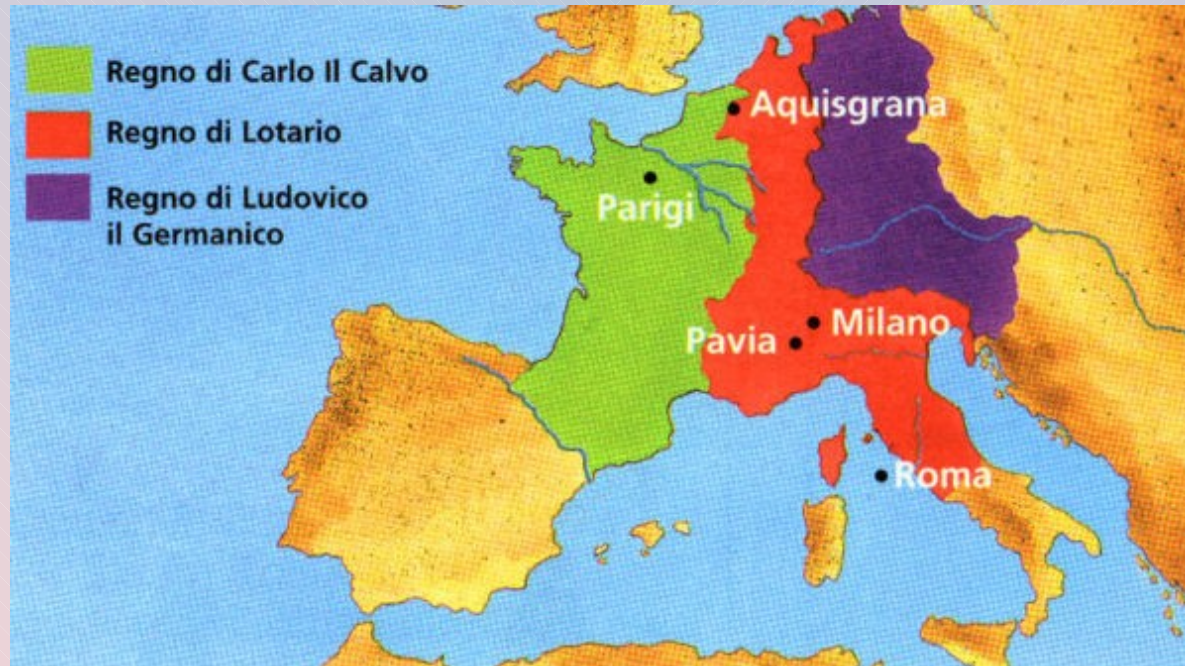 Regno di Carlo Il Calvo
Regno di Lotario
Regno di Ludovico
il Germanico
Aquisgrana
Parigi
Milano
Pavia
Roma